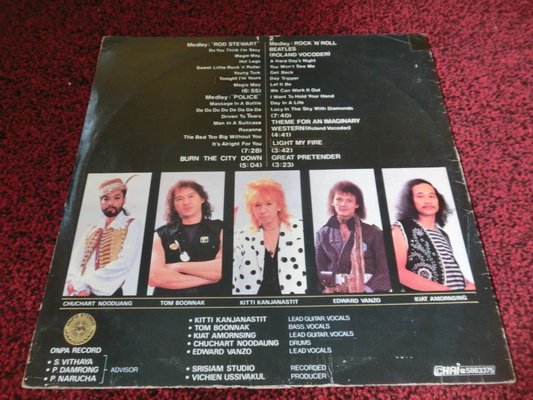 1
Medley: "ROD STEWART"
Do You Think I'm Sexy
Magie May
Hot Legs
Sweet Little Rock n Roller
Young Turk
Tonight I'm Yours
Magie May
(6:55)
Medley: "POLICE"
Massage In a Bottle
De Do Do Do De Da Da Da
Driven To Tears
Man In A Suitcase
Roxanne
The Bed Too Big Without You
It's Alright For You
(7:28)
BURN THE CITY DOWN
(5:04)
2
Medley: ROCK'N'ROLL
BEATLES
(ROLAND VOCODER)
A Hard Day's Night
You Won't See Me
Get Back
Day Tripper
Let It Be
We Can Work It Out
I Want To Hold Your Hand
Day In A Life
Lucy In The Sky With Diamonds
(7:40)
THEME FOR AN IMAGINARY
WESTERN(Roland Vocoder)
(4:41)
LIGHT MY FIRE
(3:42)
GREAT PRETENDER
(3:23)
CHUCHART NOODUANG
TOM BOONNAK
KITTI KANJANASTIT
EDWARD VANZO
KIAT AMORNSING
ONPA RECORD
• S. VITHAYA
• P. DAMRONG ADVISOR
• P. NARUCHA
• KITTI KANJANASTIT LEAD GUITAR, VOCALS
• TOM BOONNAK BASS, VOCALS
• KIAT AMORNSING LEAD GUITAR, VOCALS
• CHUCHART NOODAUNG DRUMS
• EDWARD VANZO LEAD VOCALS
• SRISIAM STUDIO RECORDED
• VICHIEN USSIVAKUL PRODUCER
CHAI ☎ 5883375